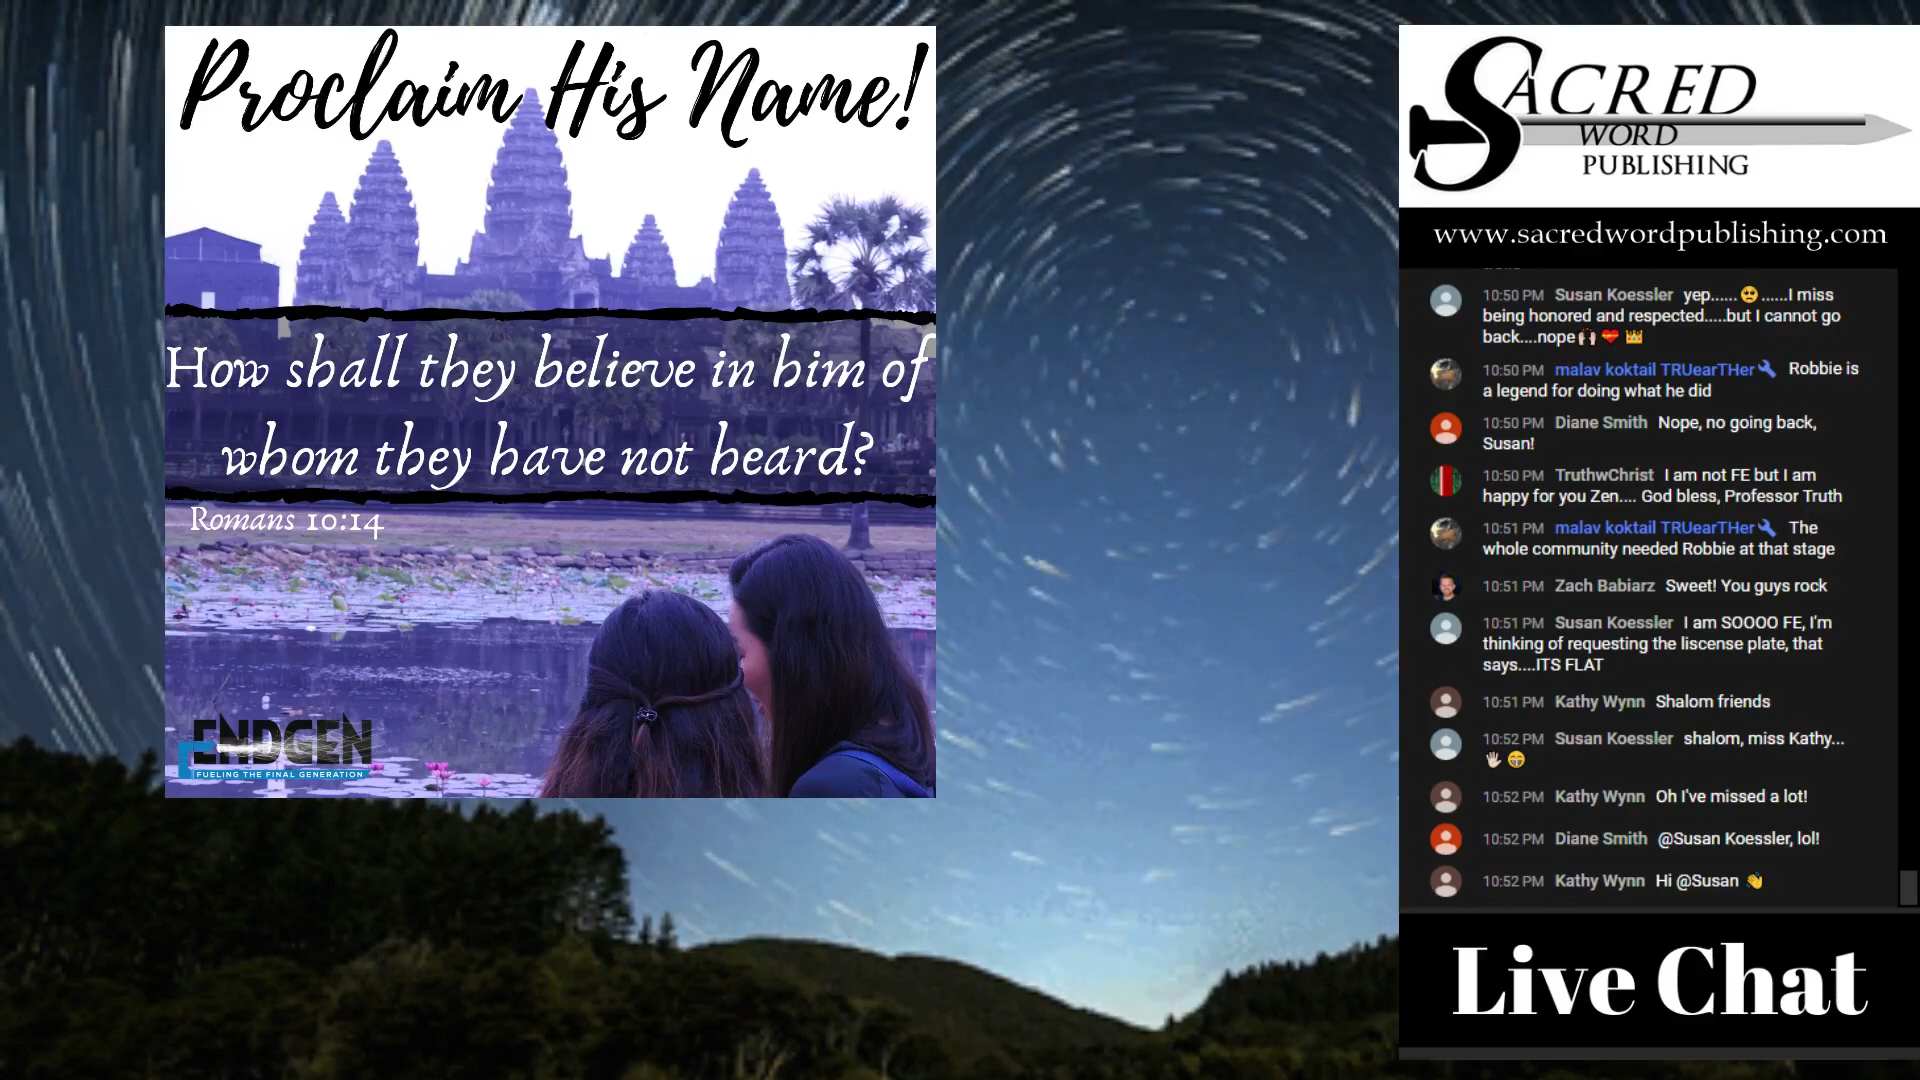 Proclaim His Name!
How shall they believe in him of
whom they have not heard?
Romans 10:14
ENDGEN
FUELING THE FINAL GENERATION
SACRED
WORD
PUBLISHING
www.sacredwordpublishing.com
10:50 PM Susan Koessler yep......🥺......I miss
being honored and respected.....but I cannot go
back....nope🙌🏻 💝 👑
10:50 PM malav koktail TRUearTHer🔧 Robbie is
a legend for doing what he did
10:50 PM Diane Smith Nope, no going back,
Susan!
10:50 PM TruthwChrist I am not FE but I am
happy for you Zen.... God bless, Professor Truth
10:51 PM malav koktail TRUearTHer🔧 The
whole community needed Robbie at that stage
10:51 PM Zach Babiarz Sweet! You guys rock
10:51 PM Susan Koessler I am SOOOO FE, I'm
thinking of requesting the liscense plate, that
says....ITS FLAT
10:51 PM Kathy Wynn Shalom friends
10:52 PM Susan Koessler shalom, miss Kathy...
👋🏻 😁
10:52 PM Kathy Wynn Oh I've missed a lot!
10:52 PM Diane Smith @Susan Koessler, lol!
10:52 PM Kathy Wynn Hi @Susan 👋
Live Chat